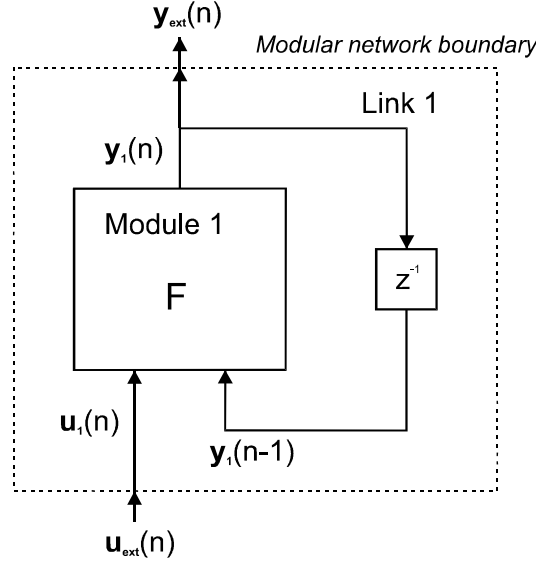 y_ext(n)
Modular network boundary
Link 1
y_1(n)
Module 1
F
z^-1
u_1(n)
y_1(n-1)
u_ext(n)